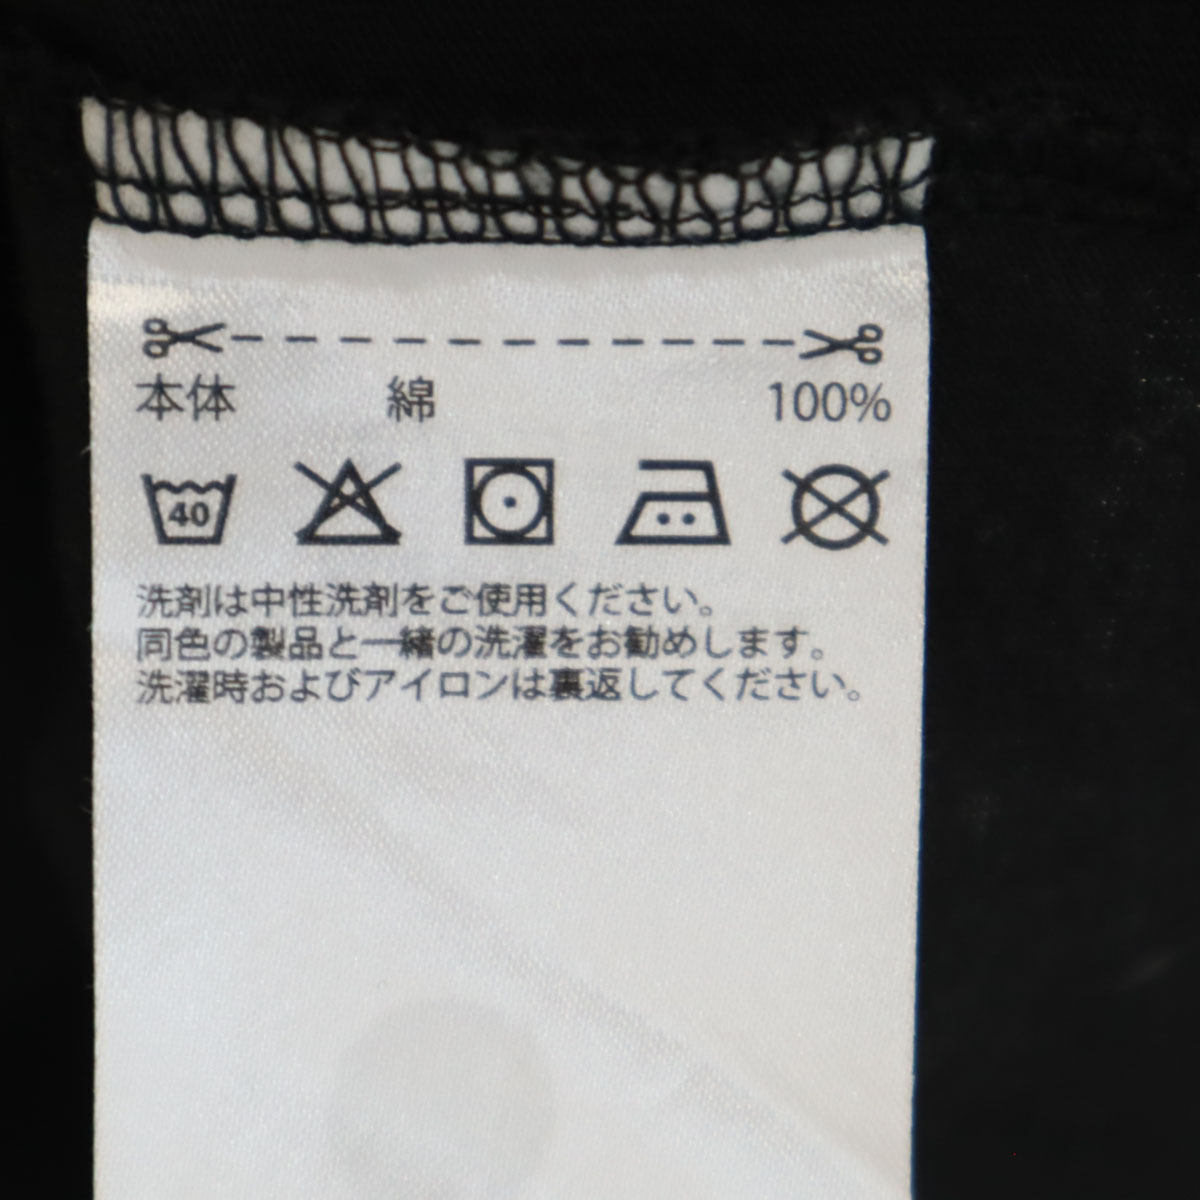 本体 綿 100%
40
洗剤は中性洗剤をご使用ください。
同色の製品と一緒の洗濯をお勧めします。
洗濯時およびアイロンは裏返してください。